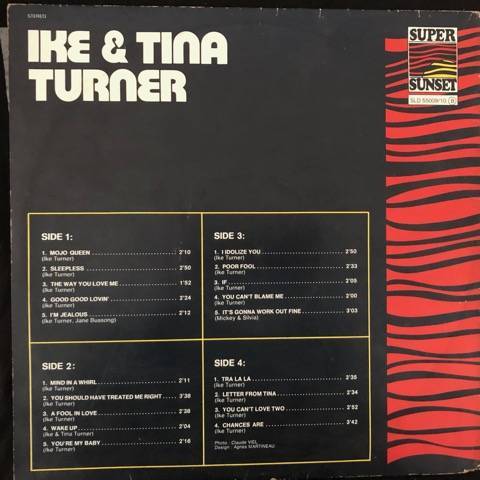 STEREO
IKE & TINA
TURNER
SUPER
SUNSET
SLD 55009/10 B
SIDE 1:
1. MOJO QUEEN 2'10
(Ike Turner)
2. SLEEPLESS 2'50
(Ike Turner)
3. THE WAY YOU LOVE ME 1'52
(Ike Turner)
4. GOOD GOOD LOVIN' 2'24
(Ike Turner)
5. I'M JEALOUS 2'12
(Ike Turner, Jane Bussong)
SIDE 2:
1. MIND IN A WHIRL 2'11
(Ike Turner)
2. YOU SHOULD HAVE TREATED ME RIGHT 3'38
(Ike Turner)
3. A FOOL IN LOVE 2'38
(Ike Turner)
4. WAKE UP 2'04
(Ike & Tina Turner)
5. YOU'RE MY BABY 2'16
(Ike Turner)
SIDE 3:
1. I IDOLIZE YOU 2'50
(Ike Turner)
2. POOR FOOL 2'33
(Ike Turner)
3. IF 2'05
(Ike Turner)
4. YOU CAN'T BLAME ME 2'00
(Ike Turner)
5. IT'S GONNA WORK OUT FINE 3'03
(Mickey & Silvia)
SIDE 4:
1. TRA LA LA 2'35
(Ike Turner)
2. LETTER FROM TINA 2'34
(Ike Turner)
3. YOU CAN'T LOVE TWO 2'52
(Ike Turner)
4. CHANCES ARE 3'42
(Ike Turner)
Photo : Claude VIEL
Design : Agnès MARTINEAU